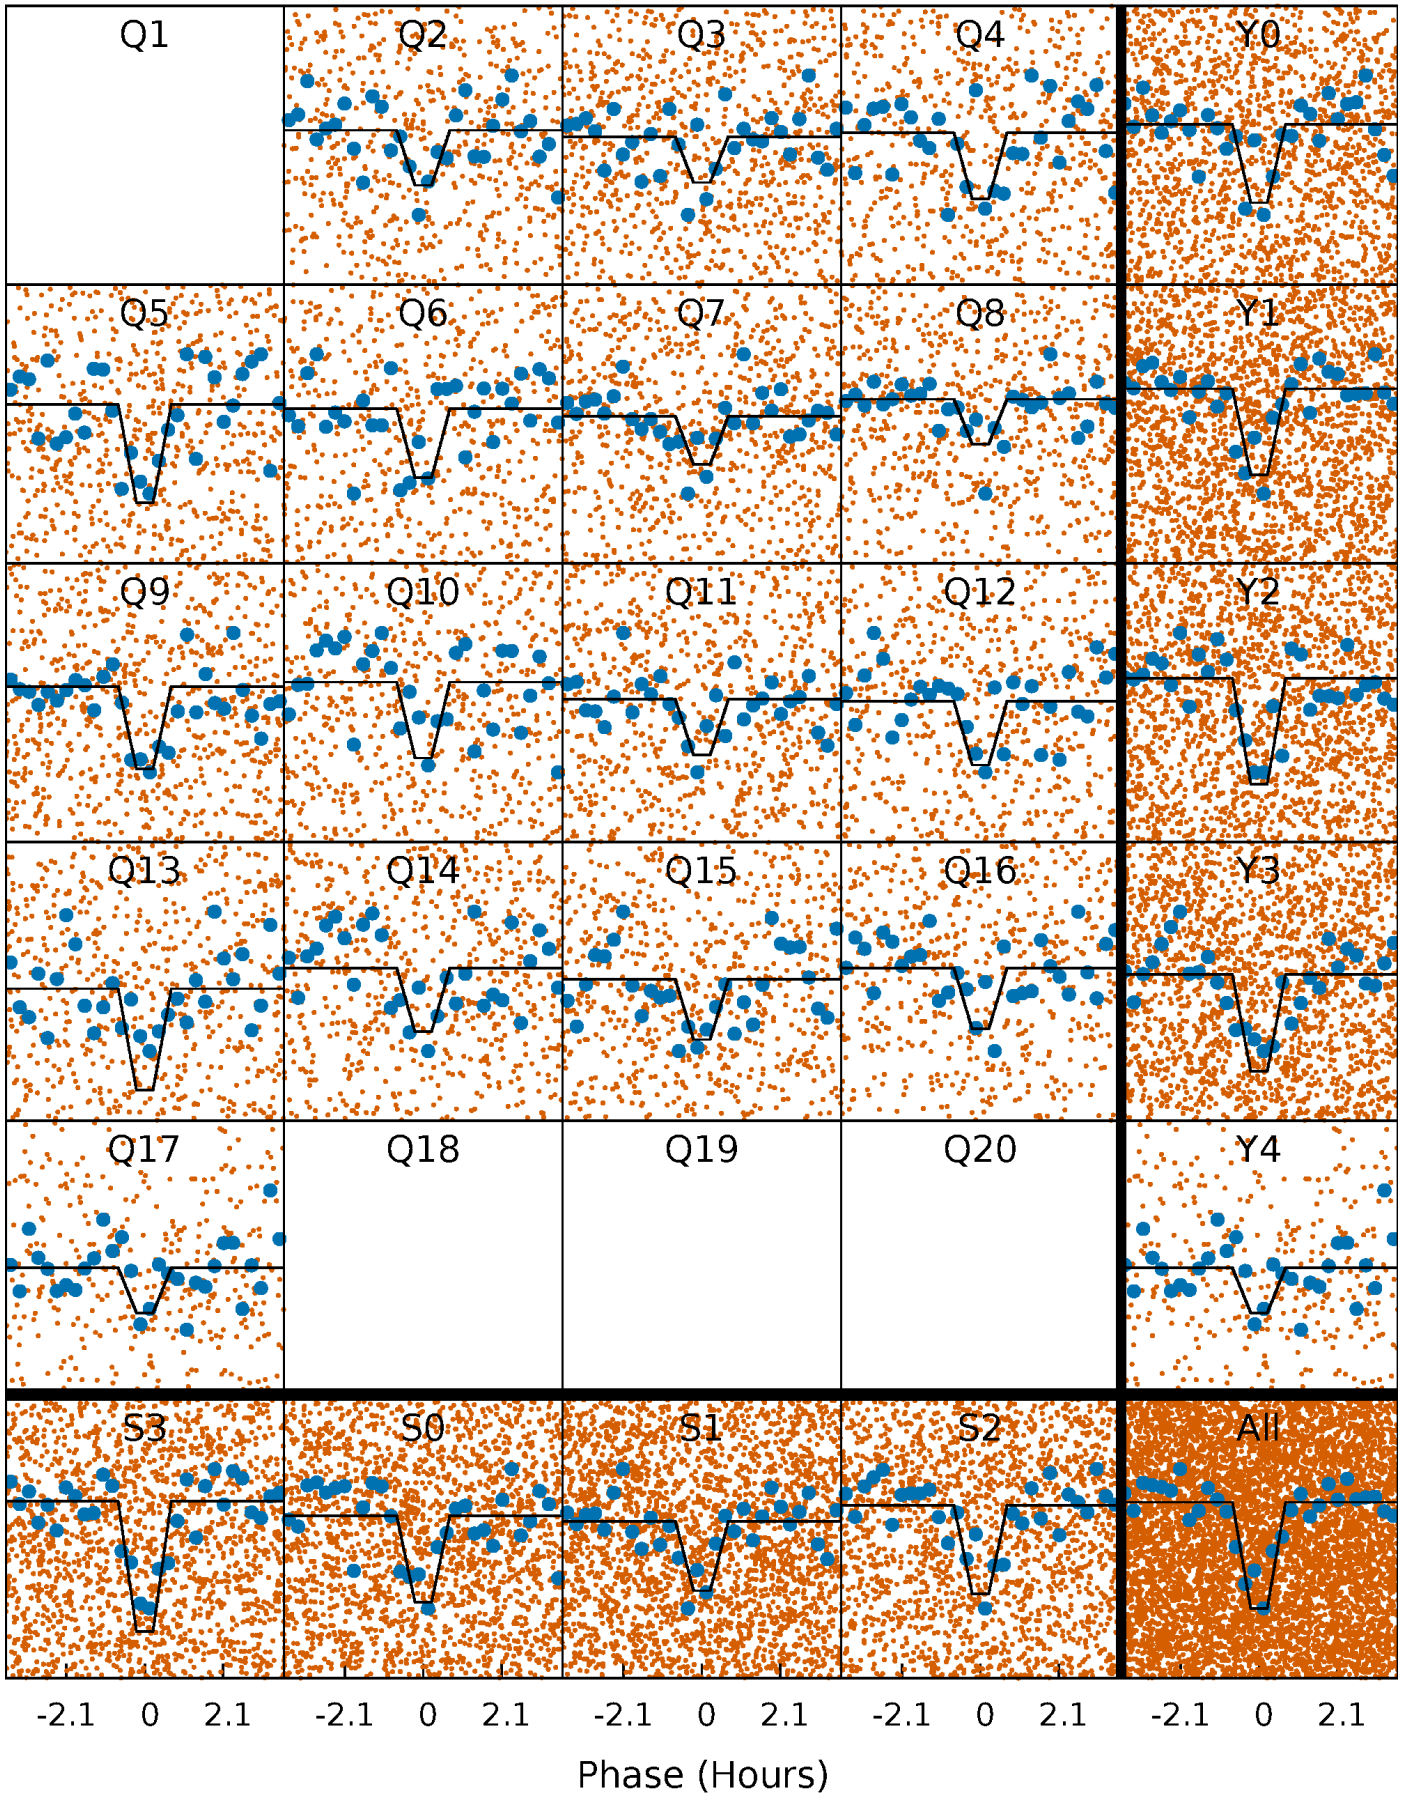 Q1 Q2 Q3 Q4 Y0
Q5 Q6 Q7 Q8 Y1
Q9 Q10 Q11 Q12 Y2
Q13 Q14 Q15 Q16 Y3
Q17 Q18 Q19 Q20 Y4
S3 S0 S1 S2 All
-2.1 0 2.1 -2.1 0 2.1 -2.1 0 2.1 -2.1 0 2.1 -2.1 0 2.1
Phase (Hours)